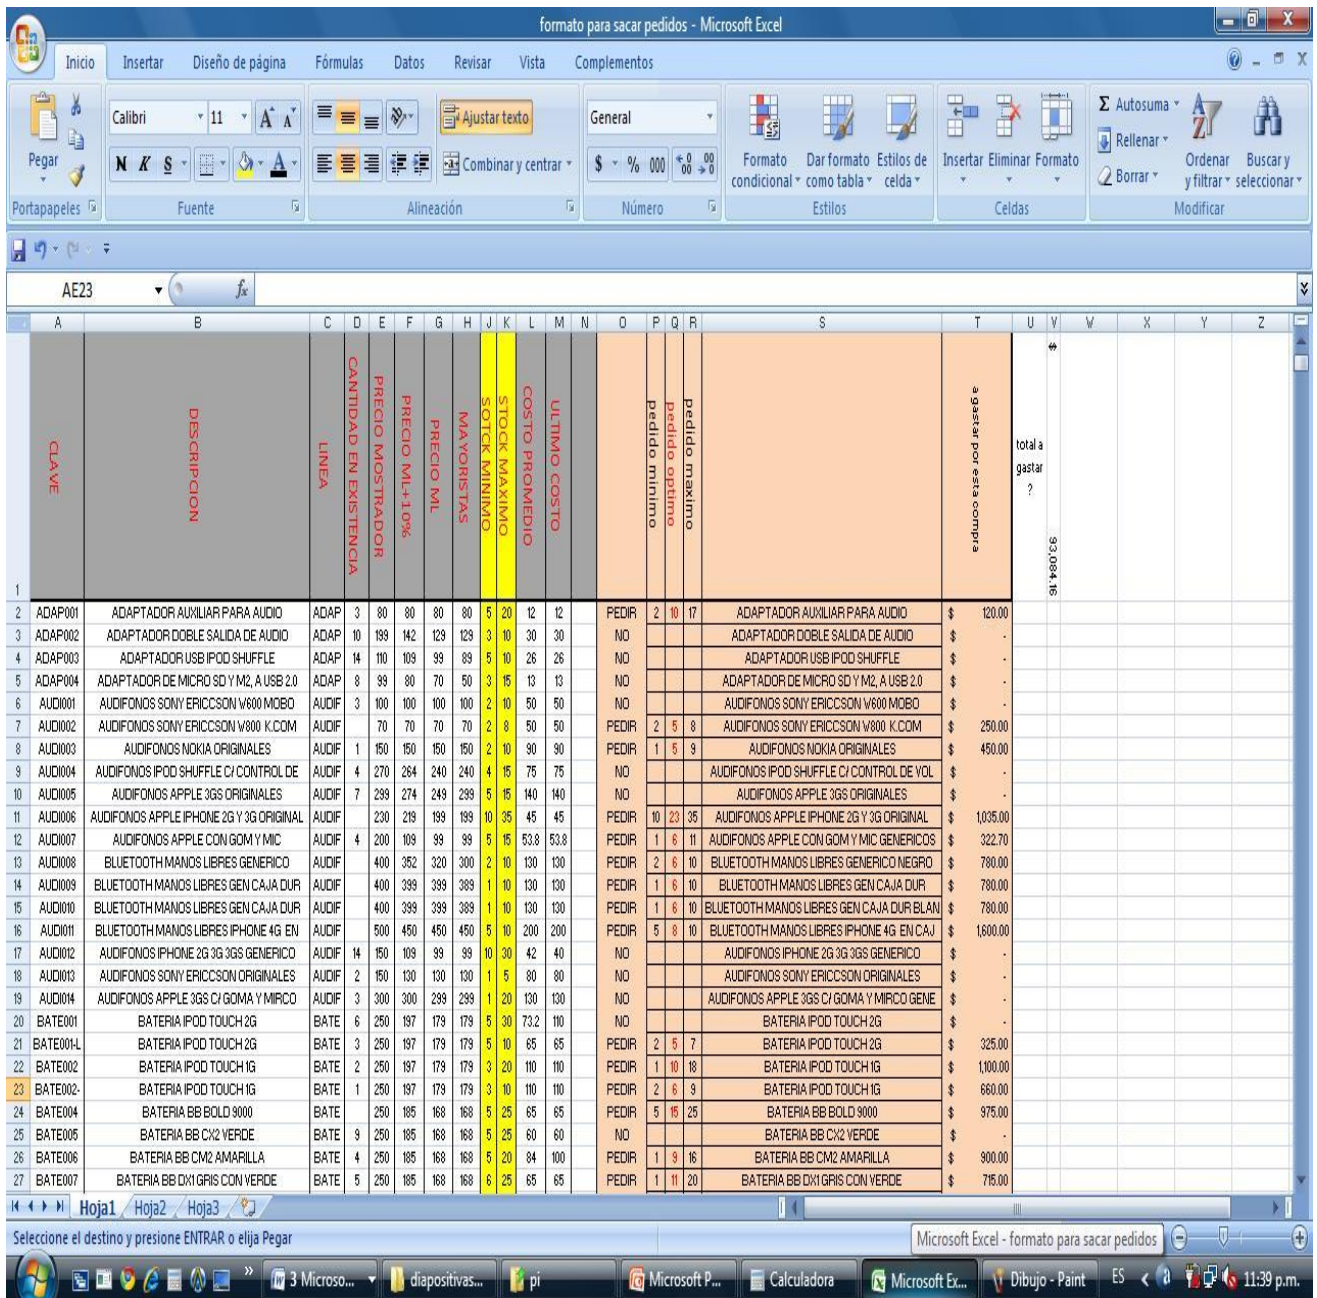 formato para sacar pedidos - Microsoft Excel
Inicio Insertar Diseño de página Fórmulas Datos Revisar Vista Complementos
Pegar Calibri 11 A A Ajustar texto General Formato condicional Dar formato como tabla Estilos de celda Insertar Eliminar Formato Σ Autosuma Rellenar Borrar Ordenar y filtrar Buscar y seleccionar
N K S A Combinar y centrar $ % 000
Portapapeles Fuente Alineación Número Estilos Celdas Modificar
AE23 fx
A B C D E F G H J K L M N O P Q R S T U V W X Y Z
1 CLAVE DESCRIPCION LINEA CANTIDAD EN EXISTENCIA PRECIO MOSTRADOR PRECIO ML+10% PRECIO ML MAYORISTAS SOTCK MINIMO STOCK MAXIMO COSTO PROMEDIO ULTIMO COSTO pedido minimo pedido optimo pedido maximo a gastar por esta compra total a gastar ? $ 93,084.16
2 ADAP001 ADAPTADOR AUXILIAR PARA AUDIO ADAP 3 80 80 80 80 5 20 12 12 PEDIR 2 10 17 ADAPTADOR AUXILIAR PARA AUDIO $ 120.00
3 ADAP002 ADAPTADOR DOBLE SALIDA DE AUDIO ADAP 10 199 142 129 129 3 10 30 30 NO ADAPTADOR DOBLE SALIDA DE AUDIO $ -
4 ADAP003 ADAPTADOR USB IPOD SHUFFLE ADAP 14 110 109 99 89 5 10 26 26 NO ADAPTADOR USB IPOD SHUFFLE $ -
5 ADAP004 ADAPTADOR DE MICRO SD Y M2, A USB 2.0 ADAP 8 99 80 70 50 3 15 13 13 NO ADAPTADOR DE MICRO SD Y M2, A USB 2.0 $ -
6 AUDI001 AUDIFONOS SONY ERICCSON W600 MOBO AUDIF 3 100 100 100 100 2 10 50 50 NO AUDIFONOS SONY ERICCSON W600 MOBO $ -
7 AUDI002 AUDIFONOS SONY ERICCSON W800 K.COM AUDIF 70 70 70 70 2 8 50 50 PEDIR 2 5 8 AUDIFONOS SONY ERICCSON W800 K.COM $ 250.00
8 AUDI003 AUDIFONOS NOKIA ORIGINALES AUDIF 1 150 150 150 150 2 10 90 90 PEDIR 1 5 9 AUDIFONOS NOKIA ORIGINALES $ 450.00
9 AUDI004 AUDIFONOS IPOD SHUFFLE C/ CONTROL DE AUDIF 4 270 264 240 240 4 15 75 75 NO AUDIFONOS IPOD SHUFFLE C/ CONTROL DE VOL $ -
10 AUDI005 AUDIFONOS APPLE 3GS ORIGINALES AUDIF 7 299 274 249 299 5 15 140 140 NO AUDIFONOS APPLE 3GS ORIGINALES $ -
11 AUDI006 AUDIFONOS APPLE IPHONE 2G Y 3G ORIGINAL AUDIF 230 219 199 199 10 35 45 45 PEDIR 10 23 35 AUDIFONOS APPLE IPHONE 2G Y 3G ORIGINAL $ 1,035.00
12 AUDI007 AUDIFONOS APPLE CON GOM Y MIC AUDIF 4 200 109 99 99 5 15 53.8 53.8 PEDIR 1 6 11 AUDIFONOS APPLE CON GOM Y MIC GENERICOS $ 322.70
13 AUDI008 BLUETOOTH MANOS LIBRES GENERICO AUDIF 400 352 320 300 2 10 130 130 PEDIR 2 6 10 BLUETOOTH MANOS LIBRES GENERICO NEGRO $ 780.00
14 AUDI009 BLUETOOTH MANOS LIBRES GEN CAJA DUR AUDIF 400 399 399 389 1 10 130 130 PEDIR 1 6 10 BLUETOOTH MANOS LIBRES GEN CAJA DUR $ 780.00
15 AUDI010 BLUETOOTH MANOS LIBRES GEN CAJA DUR AUDIF 400 399 399 389 1 10 130 130 PEDIR 1 6 10 BLUETOOTH MANOS LIBRES GEN CAJA DUR BLAN $ 780.00
16 AUDI011 BLUETOOTH MANOS LIBRES IPHONE 4G EN AUDIF 500 450 450 450 5 10 200 200 PEDIR 5 8 10 BLUETOOTH MANOS LIBRES IPHONE 4G EN CAJ $ 1,600.00
17 AUDI012 AUDIFONOS IPHONE 2G 3G 3GS GENERICO AUDIF 14 150 109 99 99 10 30 42 40 NO AUDIFONOS IPHONE 2G 3G 3GS GENERICO $ -
18 AUDI013 AUDIFONOS SONY ERICCSON ORIGINALES AUDIF 2 150 130 130 130 1 5 80 80 NO AUDIFONOS SONY ERICCSON ORIGINALES $ -
19 AUDI014 AUDIFONOS APPLE 3GS C/ GOMA Y MIRCO AUDIF 3 300 300 299 299 1 20 130 130 NO AUDIFONOS APPLE 3GS C/ GOMA Y MIRCO GENE $ -
20 BATE001 BATERIA IPOD TOUCH 2G BATE 6 250 197 179 179 5 30 73.2 110 NO BATERIA IPOD TOUCH 2G $ -
21 BATE001-L BATERIA IPOD TOUCH 2G BATE 3 250 197 179 179 5 10 65 65 PEDIR 2 5 7 BATERIA IPOD TOUCH 2G $ 325.00
22 BATE002 BATERIA IPOD TOUCH 1G BATE 2 250 197 179 179 3 20 110 110 PEDIR 1 10 18 BATERIA IPOD TOUCH 1G $ 1,100.00
23 BATE002- BATERIA IPOD TOUCH 1G BATE 1 250 197 179 179 3 10 110 110 PEDIR 2 6 9 BATERIA IPOD TOUCH 1G $ 660.00
24 BATE004 BATERIA BB BOLD 9000 BATE 250 185 168 168 5 25 65 65 PEDIR 5 15 25 BATERIA BB BOLD 9000 $ 975.00
25 BATE005 BATERIA BB CX2 VERDE BATE 9 250 185 168 168 5 25 60 60 NO BATERIA BB CX2 VERDE $ -
26 BATE006 BATERIA BB CM2 AMARILLA BATE 4 250 185 168 168 5 20 84 100 PEDIR 1 9 16 BATERIA BB CM2 AMARILLA $ 900.00
27 BATE007 BATERIA BB DX1 GRIS CON VERDE BATE 5 250 185 168 168 6 25 65 65 PEDIR 1 11 20 BATERIA BB DX1 GRIS CON VERDE $ 715.00
Hoja1 Hoja2 Hoja3
Seleccione el destino y presione ENTRAR o elija Pegar Microsoft Excel - formato para sacar pedidos
3 Microso... diapositivas... pi Microsoft P... Calculadora Microsoft Ex... Dibujo - Paint ES 11:39 p.m.